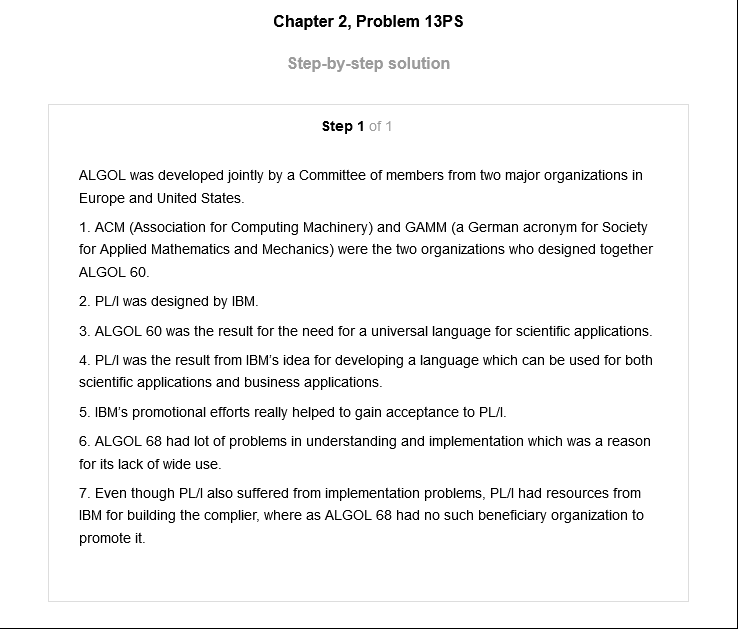 Chapter 2, Problem 13PS
Step-by-step solution
Step 1 of 1
ALGOL was developed jointly by a Committee of members from two major organizations in
Europe and United States.
1. ACM (Association for Computing Machinery) and GAMM (a German acronym for Society
for Applied Mathematics and Mechanics) were the two organizations who designed together
ALGOL 60.
2. PL/I was designed by IBM.
3. ALGOL 60 was the result for the need for a universal language for scientific applications.
4. PL/I was the result from IBM's idea for developing a language which can be used for both
scientific applications and business applications.
5. IBM's promotional efforts really helped to gain acceptance to PL/I.
6. ALGOL 68 had lot of problems in understanding and implementation which was a reason
for its lack of wide use.
7. Even though PL/I also suffered from implementation problems, PL/I had resources from
IBM for building the complier, where as ALGOL 68 had no such beneficiary organization to
promote it.